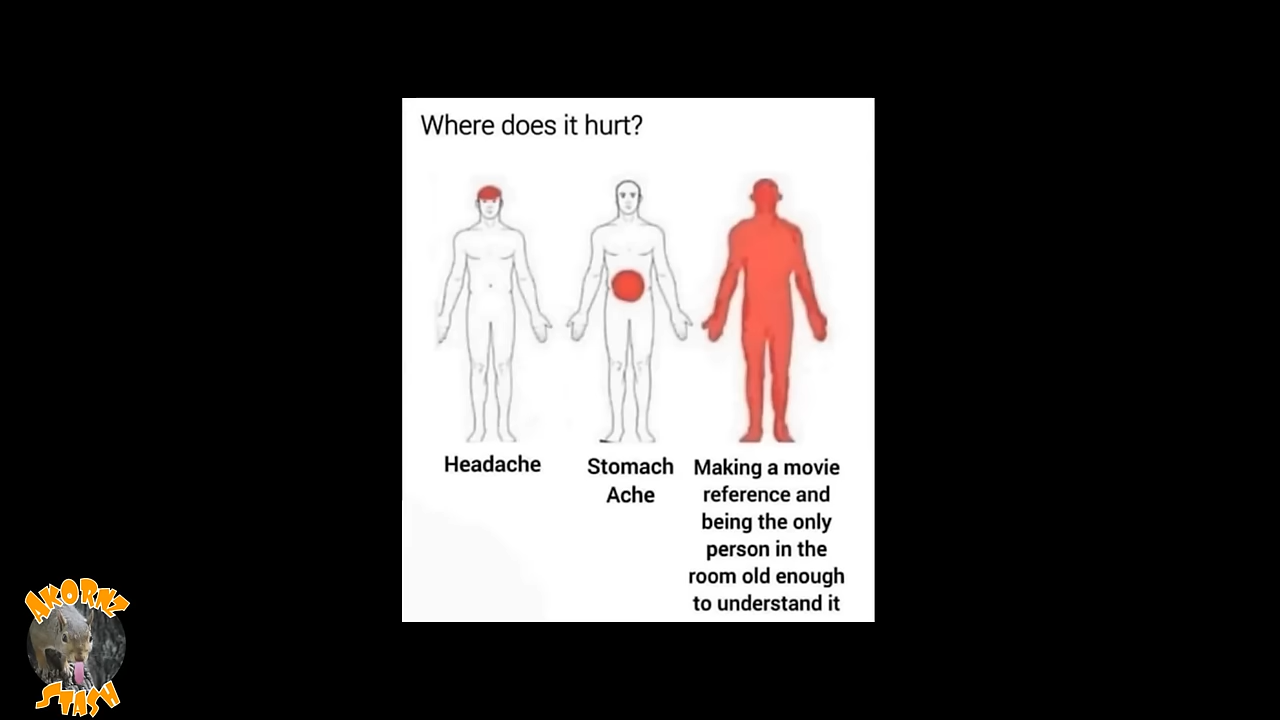 Where does it hurt?
Headache
Stomach
Ache
Making a movie
reference and
being the only
person in the
room old enough
to understand it
AKORNZ
STASH